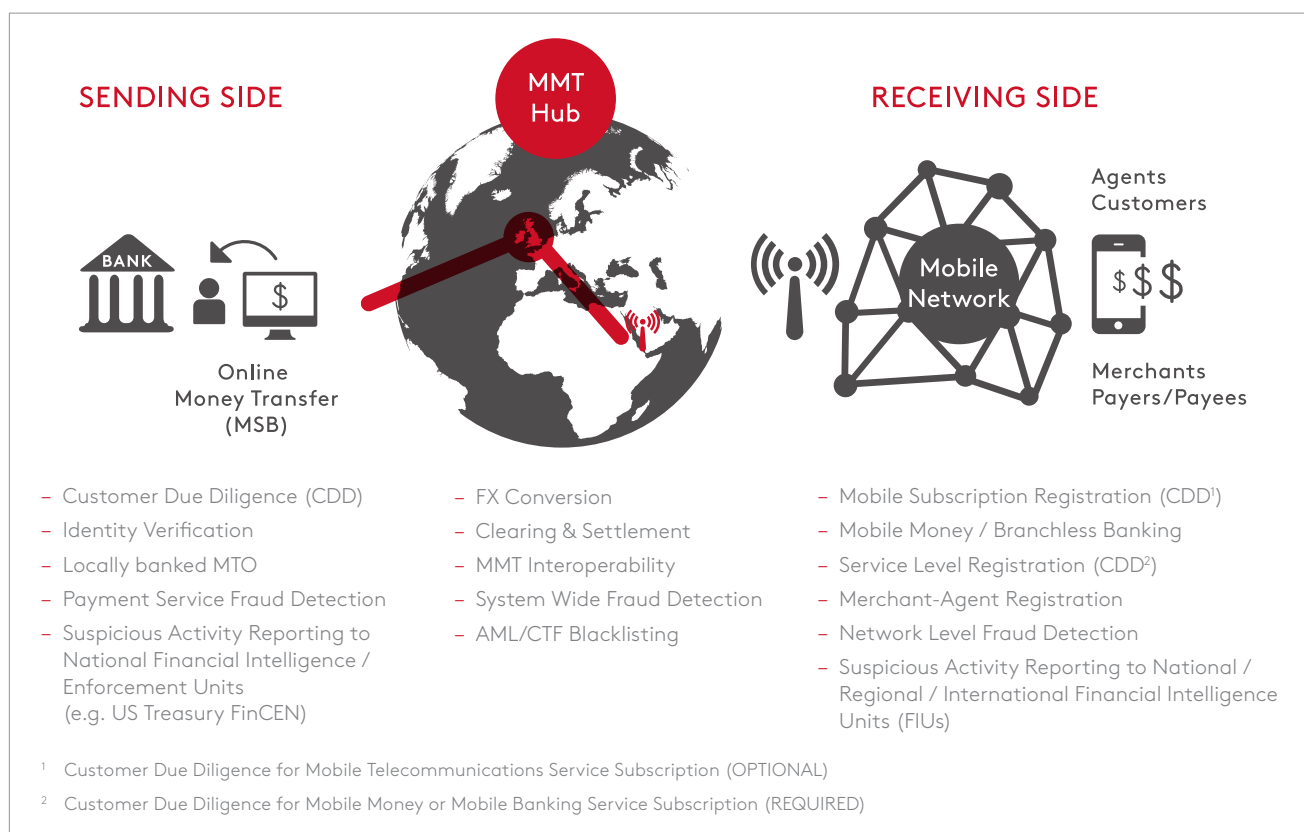 SENDING SIDE
MMT
Hub
RECEIVING SIDE
BANK
$
Online
Money Transfer
(MSB)
Mobile
Network
Agents
Customers
$ $ $
Merchants
Payers/Payees
– Customer Due Diligence (CDD)
– Identity Verification
– Locally banked MTO
– Payment Service Fraud Detection
– Suspicious Activity Reporting to
National Financial Intelligence /
Enforcement Units
(e.g. US Treasury FinCEN)
– FX Conversion
– Clearing & Settlement
– MMT Interoperability
– System Wide Fraud Detection
– AML/CTF Blacklisting
– Mobile Subscription Registration (CDD¹)
– Mobile Money / Branchless Banking
– Service Level Registration (CDD²)
– Merchant-Agent Registration
– Network Level Fraud Detection
– Suspicious Activity Reporting to National /
Regional / International Financial Intelligence
Units (FIUs)
¹ Customer Due Diligence for Mobile Telecommunications Service Subscription (OPTIONAL)
² Customer Due Diligence for Mobile Money or Mobile Banking Service Subscription (REQUIRED)